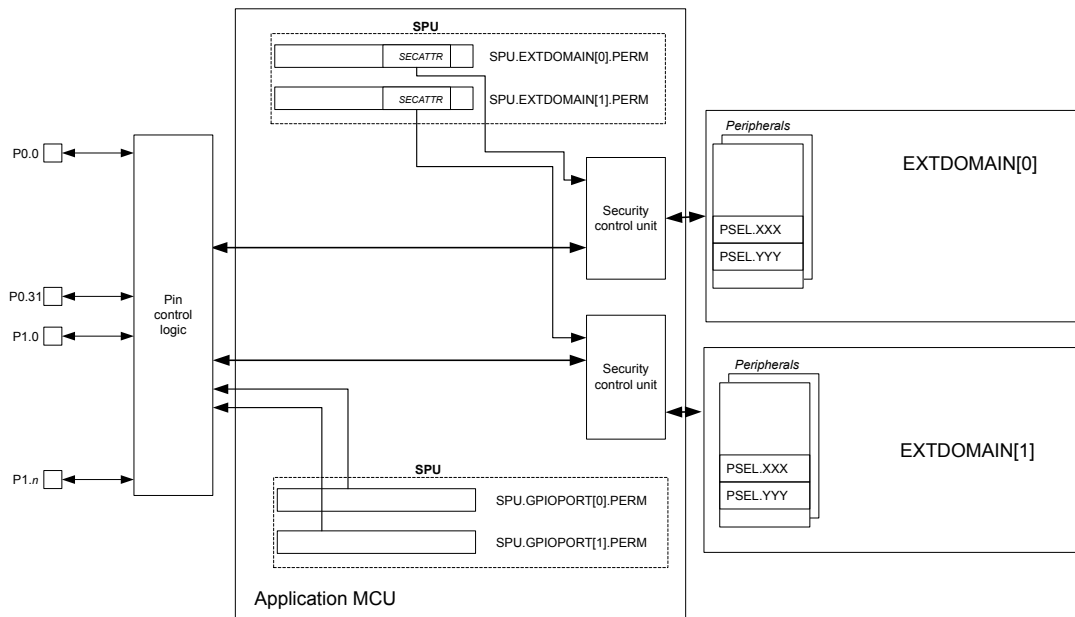 SPU
SECATTR
SPU.EXTDOMAIN[0].PERM
SECATTR
SPU.EXTDOMAIN[1].PERM
P0.0
P0.31
P1.0
P1.n
Pin
control
logic
Security
control unit
Security
control unit
Peripherals
EXTDOMAIN[0]
PSEL.XXX
PSEL.YYY
Peripherals
EXTDOMAIN[1]
PSEL.XXX
PSEL.YYY
SPU
SPU.GPIOPORT[0].PERM
SPU.GPIOPORT[1].PERM
Application MCU